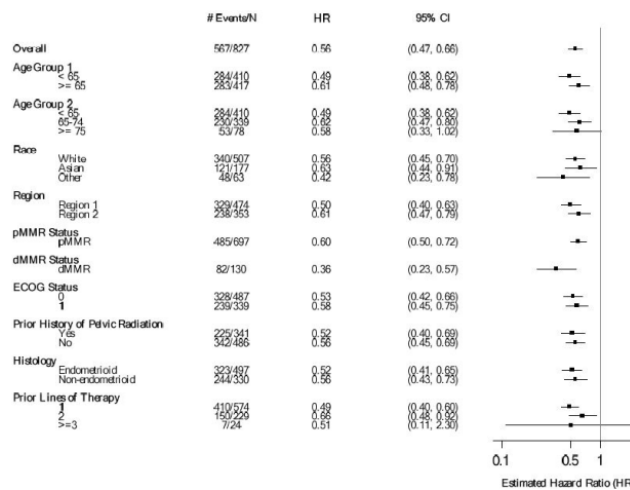 # Events/N HR 95% CI
Overall 567/827 0.56 (0.47, 0.66)
Age Group 1
< 65 284/410 0.49 (0.38, 0.62)
>= 65 283/417 0.61 (0.48, 0.78)
Age Group 2
< 65 284/410 0.49 (0.38, 0.62)
65-74 230/339 0.62 (0.47, 0.80)
>= 75 53/78 0.58 (0.33, 1.02)
Race
White 340/507 0.56 (0.45, 0.70)
Asian 121/177 0.63 (0.44, 0.91)
Other 48/63 0.42 (0.23, 0.78)
Region
Region 1 329/474 0.50 (0.40, 0.63)
Region 2 238/353 0.61 (0.47, 0.79)
pMMR Status
pMMR 485/697 0.60 (0.50, 0.72)
dMMR Status
dMMR 82/130 0.36 (0.23, 0.57)
ECOG Status
0 328/487 0.53 (0.42, 0.66)
1 239/339 0.58 (0.45, 0.75)
Prior History of Pelvic Radiation
Yes 225/341 0.52 (0.40, 0.69)
No 342/486 0.56 (0.45, 0.69)
Histology
Endometrioid 323/497 0.52 (0.41, 0.65)
Non-endometrioid 244/330 0.56 (0.43, 0.73)
Prior Lines of Therapy
1 410/574 0.49 (0.40, 0.60)
2 150/229 0.66 (0.48, 0.92)
>=3 7/24 0.51 (0.11, 2.30)
0.1 0.5 1
Estimated Hazard Ratio (HR